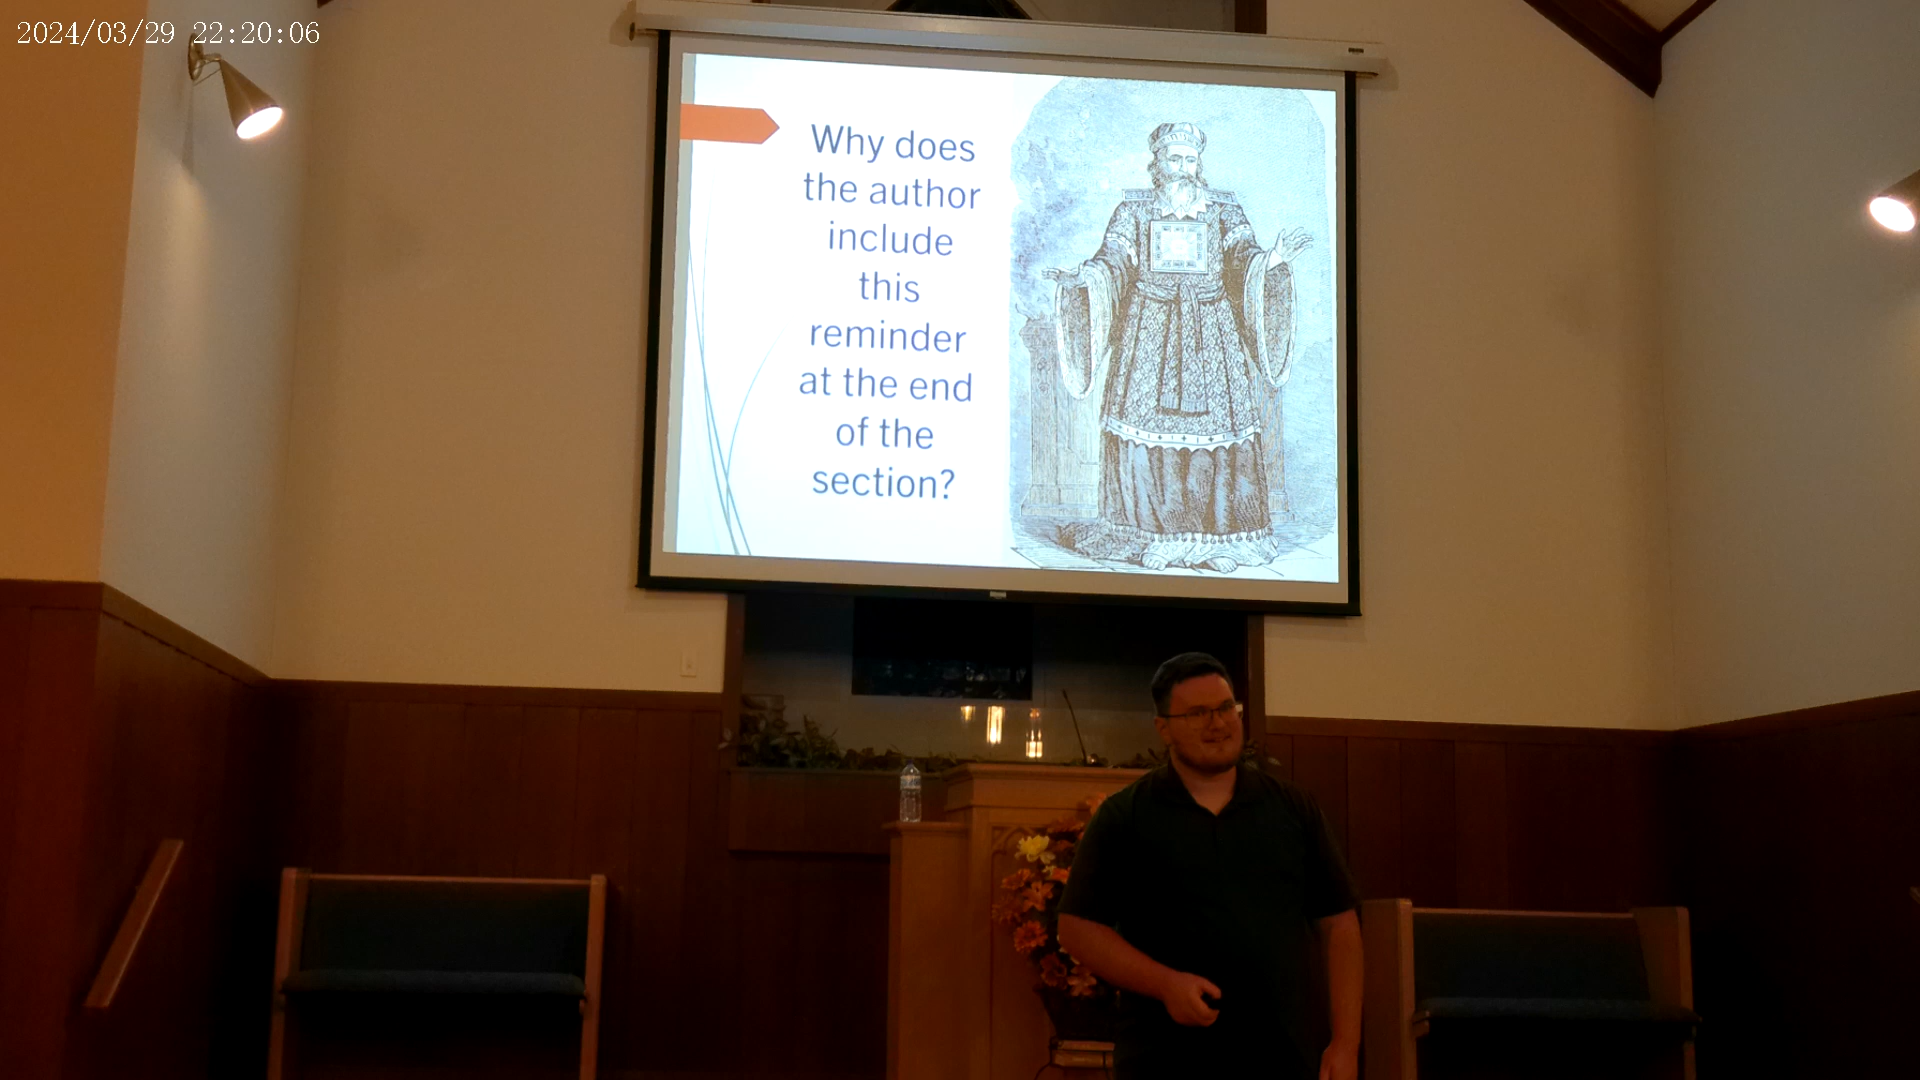 2024/03/29 22:20:06
Why does
the author
include
this
reminder
at the end
of the
section?